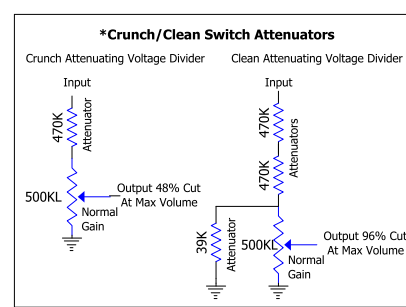 *Crunch/Clean Switch Attenuators
Crunch Attenuating Voltage Divider
Input
470K
Attenuator
500KL
Normal
Gain
Output 48% Cut
At Max Volume
Clean Attenuating Voltage Divider
Input
470K
470K
Attenuators
39K
Attenuator
500KL
Normal
Gain
Output 96% Cut
At Max Volume